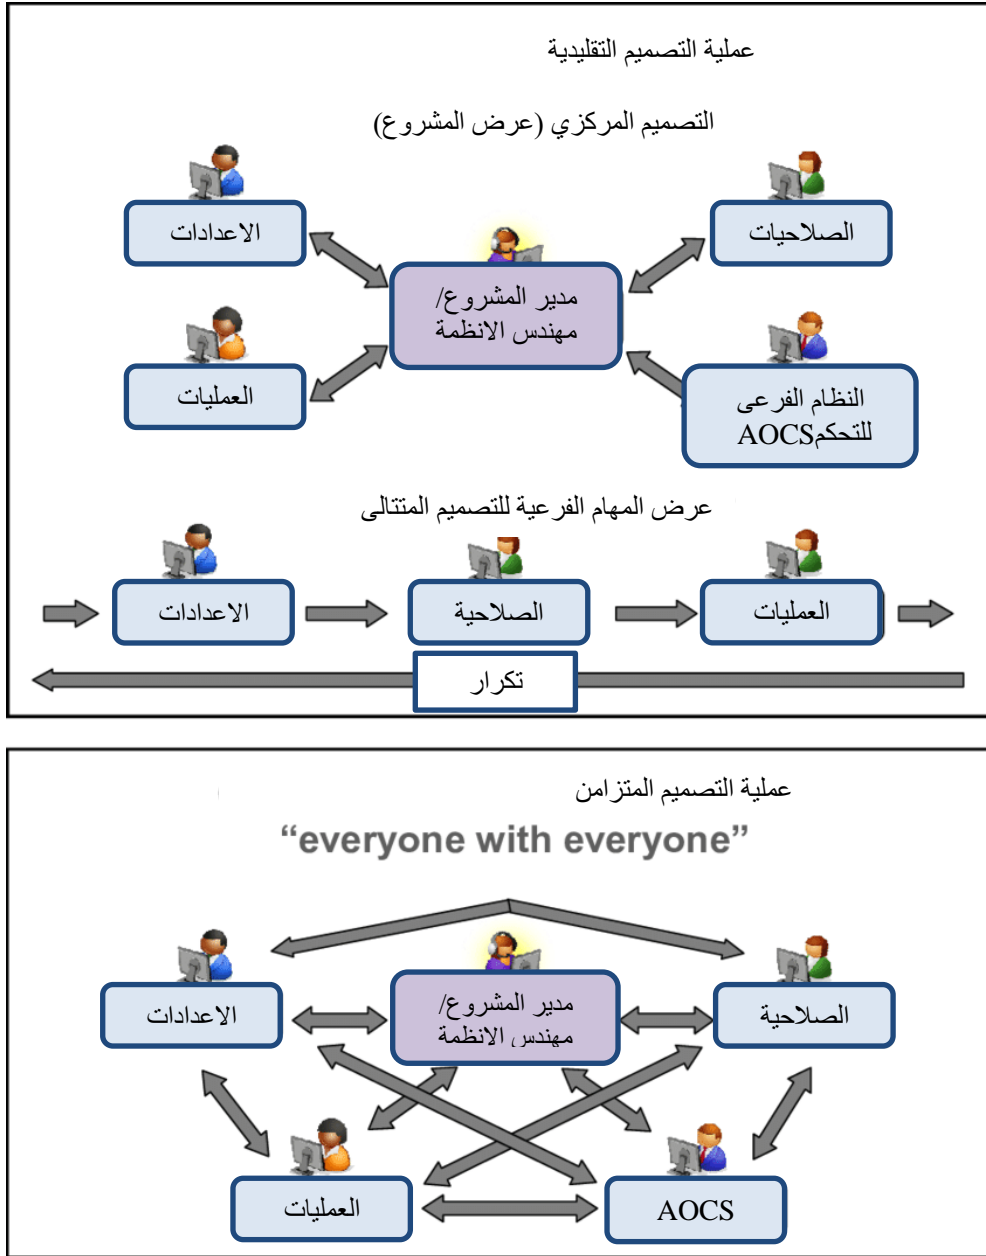 عملية التصميم التقليدية
التصميم المركزي (عرض المشروع)
الصلاحيات
الاعدادات
مدير المشروع/
مهندس الانظمة
العمليات
النظام الفرعى
للتحكمAOCS
عرض المهام الفرعية للتصميم المتتالى
الاعدادات
الصلاحية
العمليات
تكرار
عملية التصميم المتزامن
“everyone with everyone”
الصلاحية
مدير المشروع/
مهندس الانظمة
الاعدادات
AOCS
العمليات